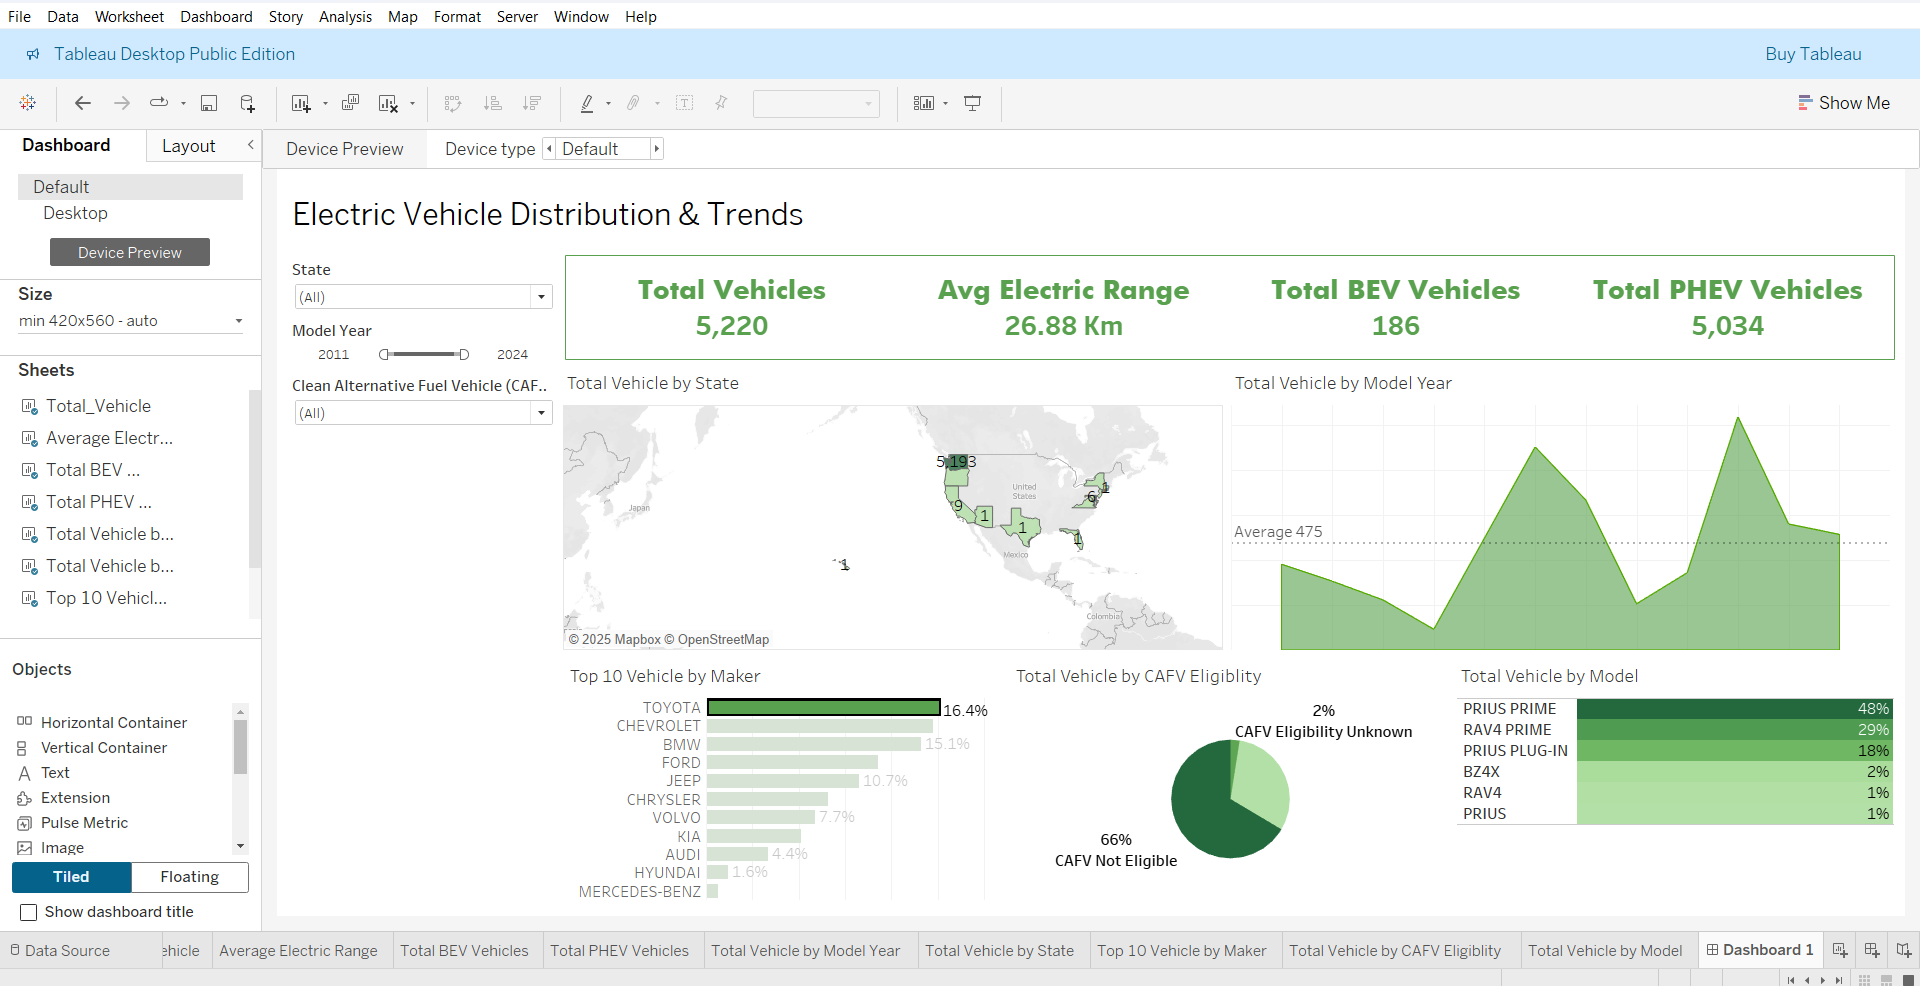 File Data Worksheet Dashboard Story Analysis Map Format Server Window Help
Tableau Desktop Public Edition
Buy Tableau
Show Me
Dashboard
Layout
Default
Desktop
Device Preview
Size
min 420x560 - auto
Sheets
Total_Vehicle
Average Electr...
Total BEV ...
Total PHEV ...
Total Vehicle b...
Total Vehicle b...
Top 10 Vehicl...
Objects
Horizontal Container
Vertical Container
Text
Extension
Pulse Metric
Image
Tiled
Floating
Show dashboard title
Device Preview
Device type
Default
Electric Vehicle Distribution & Trends
State
(All)
Model Year
2011
2024
Clean Alternative Fuel Vehicle (CAF..
(All)
Total Vehicles
5,220
Avg Electric Range
26.88 Km
Total BEV Vehicles
186
Total PHEV Vehicles
5,034
Total Vehicle by State
5,193
United States
Japan
Mexico
Colombia
9
1
1
1
6
1
1
© 2025 Mapbox © OpenStreetMap
Total Vehicle by Model Year
Average 475
Top 10 Vehicle by Maker
TOYOTA 16.4%
CHEVROLET
BMW 15.1%
FORD
JEEP 10.7%
CHRYSLER
VOLVO 7.7%
KIA
AUDI 4.4%
HYUNDAI 1.6%
MERCEDES-BENZ
Total Vehicle by CAFV Eligiblity
2%
CAFV Eligibility Unknown
66%
CAFV Not Eligible
Total Vehicle by Model
PRIUS PRIME 48%
RAV4 PRIME 29%
PRIUS PLUG-IN 18%
BZ4X 2%
RAV4 1%
PRIUS 1%
Data Source
ehicle
Average Electric Range
Total BEV Vehicles
Total PHEV Vehicles
Total Vehicle by Model Year
Total Vehicle by State
Top 10 Vehicle by Maker
Total Vehicle by CAFV Eligiblity
Total Vehicle by Model
Dashboard 1